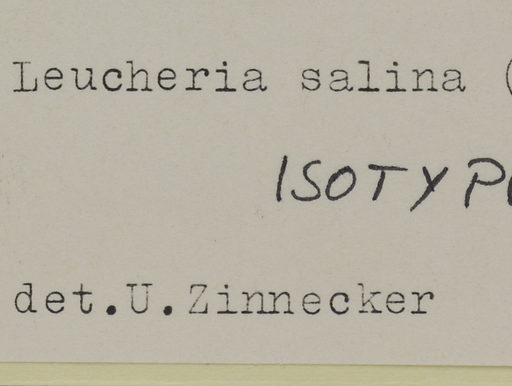 Leucheria salina (
ISOTYP
det.U.Zinnecker